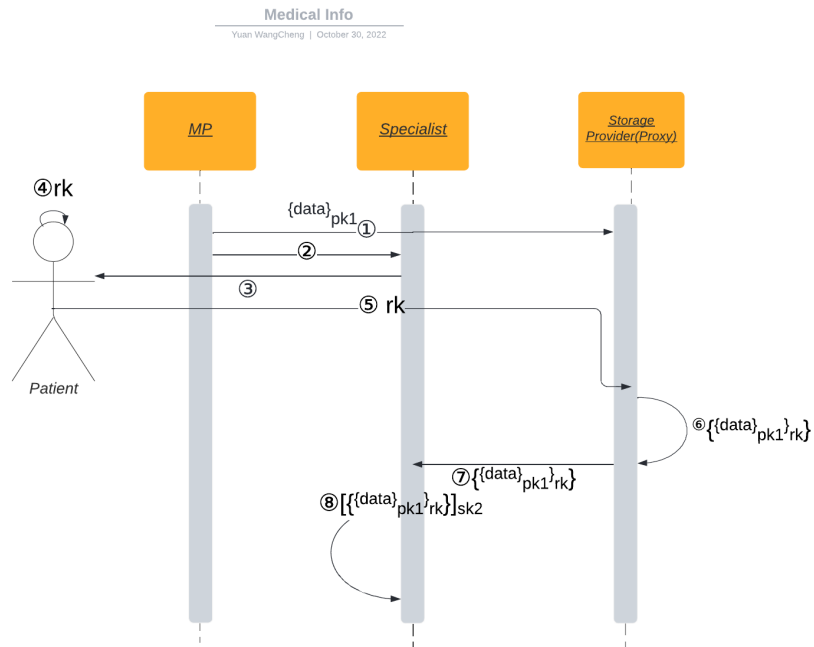 Medical Info
Yuan WangCheng | October 30, 2022
MP
Specialist
Storage
Provider(Proxy)
④rk
{data}pk1
①
②
③
⑤ rk
Patient
⑥{{data}pk1}rk}
⑦{{data}pk1}rk}
⑧[{{data}pk1}rk}]sk2